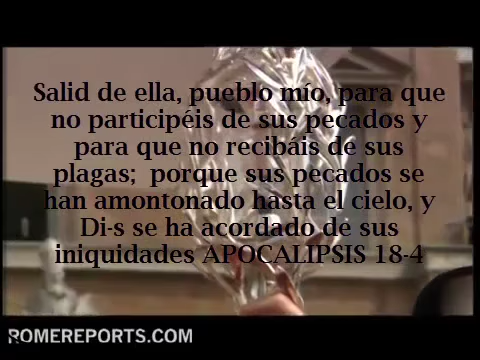 Salid de ella, pueblo mío, para que
no participéis de sus pecados y
para que no recibáis de sus
plagas;  porque sus pecados se
han amontonado hasta el cielo, y
Di-s se ha acordado de sus
iniquidades APOCALIPSIS 18-4
ROMEREPORTS.COM